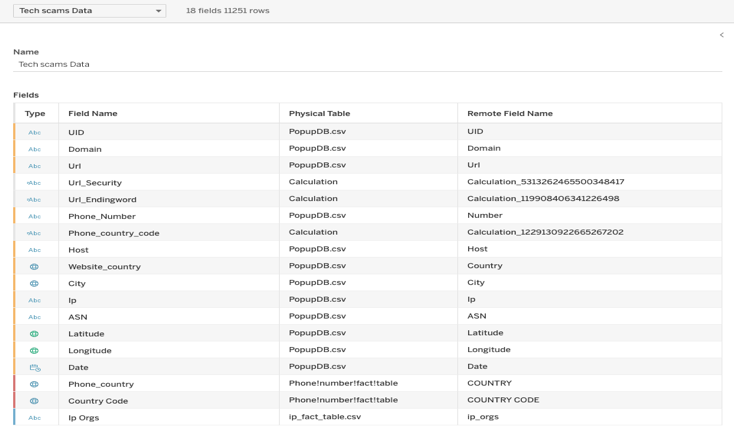 Tech scams Data 18 fields 11251 rows
Name
Tech scams Data
Fields
Type Field Name Physical Table Remote Field Name
Abc UID PopupDB.csv UID
Abc Domain PopupDB.csv Domain
Abc Url PopupDB.csv Url
=Abc Url_Security Calculation Calculation_5313262465500348417
=Abc Url_Endingword Calculation Calculation_119908406341226498
Abc Phone_Number PopupDB.csv Number
=Abc Phone_country_code Calculation Calculation_1229130922665267202
Abc Host PopupDB.csv Host
Website_country PopupDB.csv Country
City PopupDB.csv City
Abc Ip PopupDB.csv Ip
Abc ASN PopupDB.csv ASN
Latitude PopupDB.csv Latitude
Longitude PopupDB.csv Longitude
Date PopupDB.csv Date
Phone_country Phone!number!fact!table COUNTRY
Country Code Phone!number!fact!table COUNTRY CODE
Abc Ip Orgs ip_fact_table.csv ip_orgs